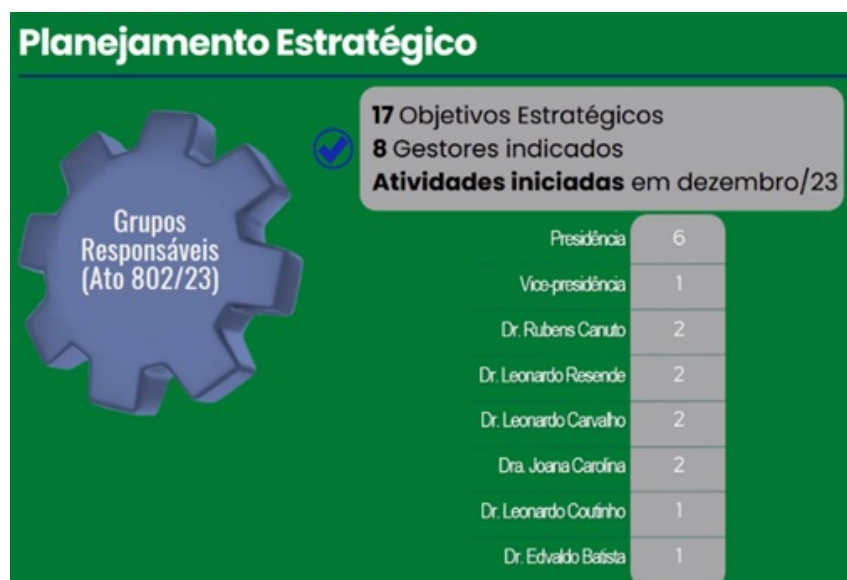 Planejamento Estratégico
17 Objetivos Estratégicos
8 Gestores indicados
Atividades iniciadas em dezembro/23
Grupos
Responsáveis
(Ato 802/23)
Presidência 6
Vice-presidência 1
Dr. Rubens Canuto 2
Dr. Leonardo Resende 2
Dr. Leonardo Carvalho 2
Dra. Joana Carolina 2
Dr. Leonardo Coutinho 1
Dr. Edvaldo Batista 1